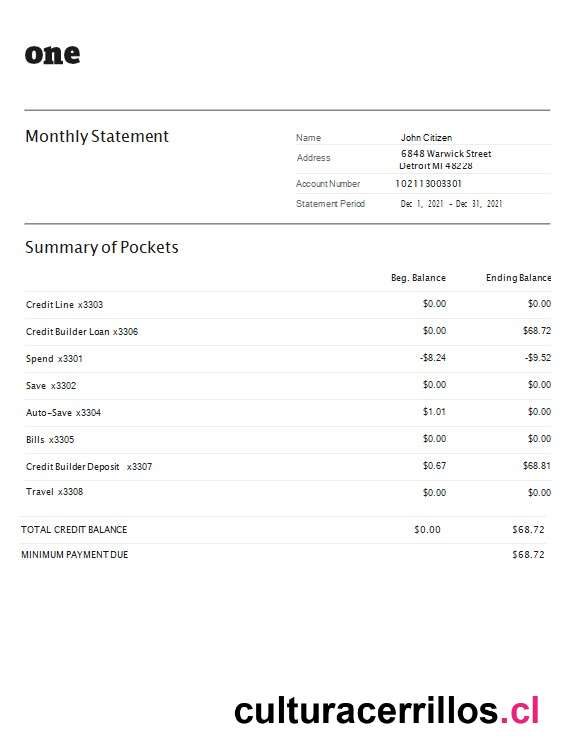 one
Monthly Statement
Name John Citizen
Address 6848 Warwick Street
Detroit MI 48228
Account Number 102113003301
Statement Period Dec 1, 2021 - Dec 31, 2021
Summary of Pockets
Beg. Balance Ending Balance
Credit Line x3303 $0.00 $0.00
Credit Builder Loan x3306 $0.00 $68.72
Spend x3301 -$8.24 -$9.52
Save x3302 $0.00 $0.00
Auto-Save x3304 $1.01 $0.00
Bills x3305 $0.00 $0.00
Credit Builder Deposit x3307 $0.67 $68.81
Travel x3308 $0.00 $0.00
TOTAL CREDIT BALANCE $0.00 $68.72
MINIMUM PAYMENT DUE $68.72
culturacerrillos.cl